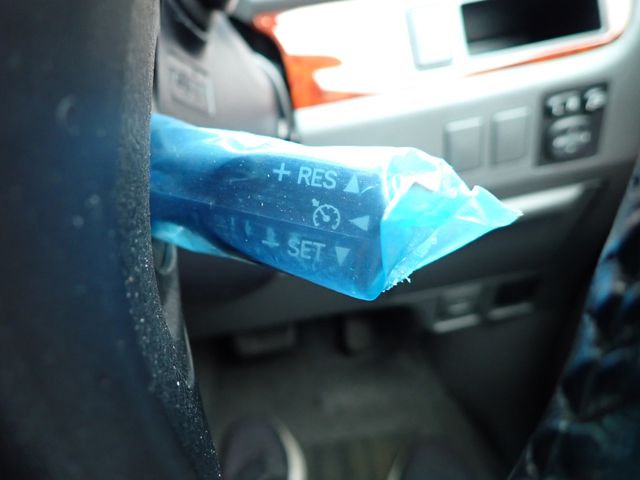 + RES
SET